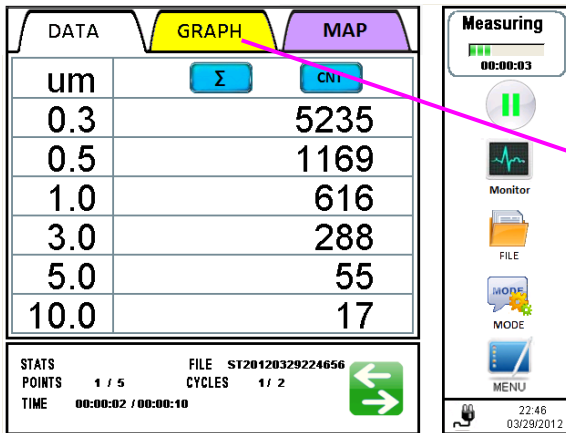 DATA GRAPH MAP
um Σ CNT
0.3 5235
0.5 1169
1.0 616
3.0 288
5.0 55
10.0 17
STATS FILE ST20120329224656
POINTS 1 / 5 CYCLES 1/ 2
TIME 00:00:02 / 00:00:10
Measuring
00:00:03
Monitor
FILE
MODE
MODE
MENU
22:46
03/29/2012